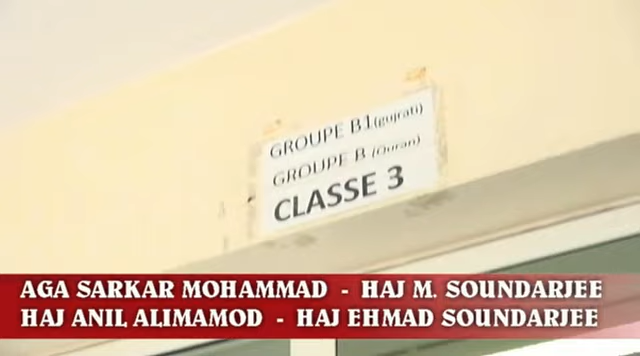 GROUPE B1(gujrati)
GROUPE B (Quran)
CLASSE 3
AGA SARKAR MOHAMMAD - HAJ M. SOUNDARJEE
HAJ ANIL ALIMAMOD - HAJ EHMAD SOUNDARJEE